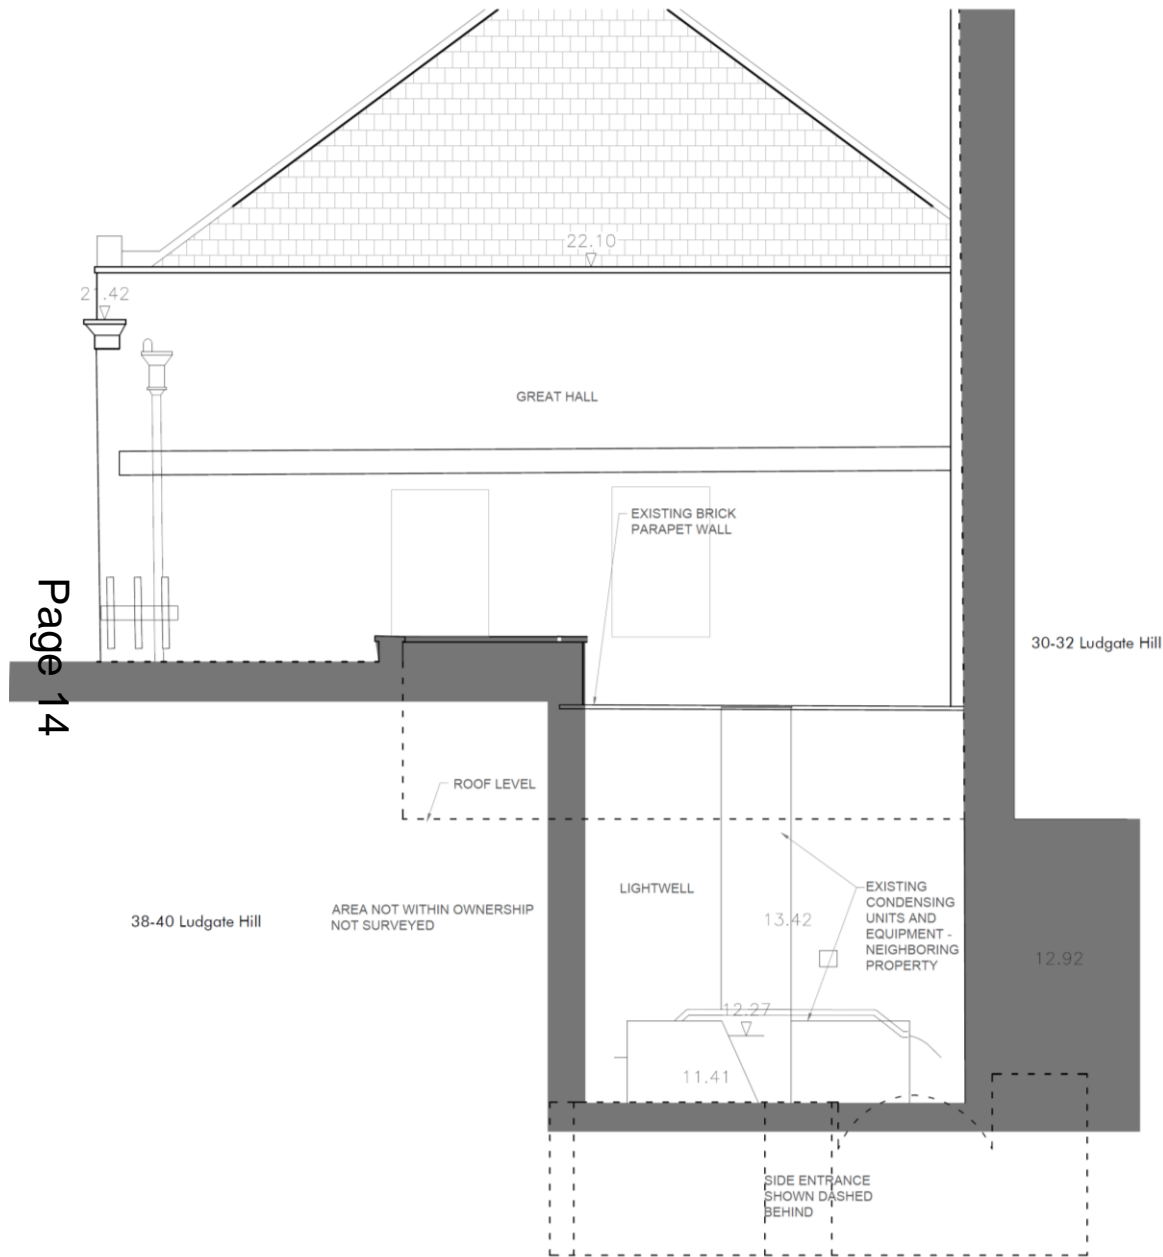 22.10
21.42
GREAT HALL
EXISTING BRICK
PARAPET WALL
Page 14
30-32 Ludgate Hill
ROOF LEVEL
LIGHTWELL
EXISTING
CONDENSING
UNITS AND
EQUIPMENT -
NEIGHBORING
PROPERTY
38-40 Ludgate Hill
AREA NOT WITHIN OWNERSHIP
NOT SURVEYED
13.42
12.92
12.27
11.41
SIDE ENTRANCE
SHOWN DASHED
BEHIND